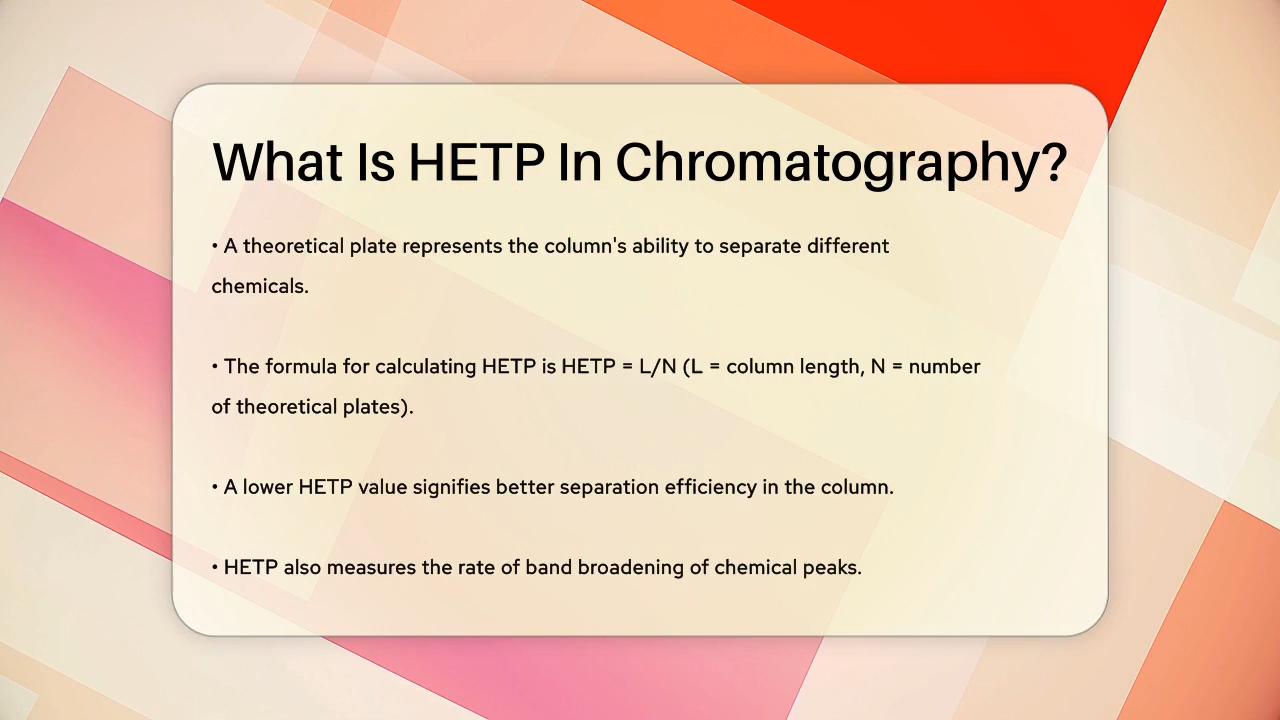 What Is HETP In Chromatography?
• A theoretical plate represents the column's ability to separate different
chemicals.
• The formula for calculating HETP is HETP = L/N (L = column length, N = number
of theoretical plates).
• A lower HETP value signifies better separation efficiency in the column.
• HETP also measures the rate of band broadening of chemical peaks.